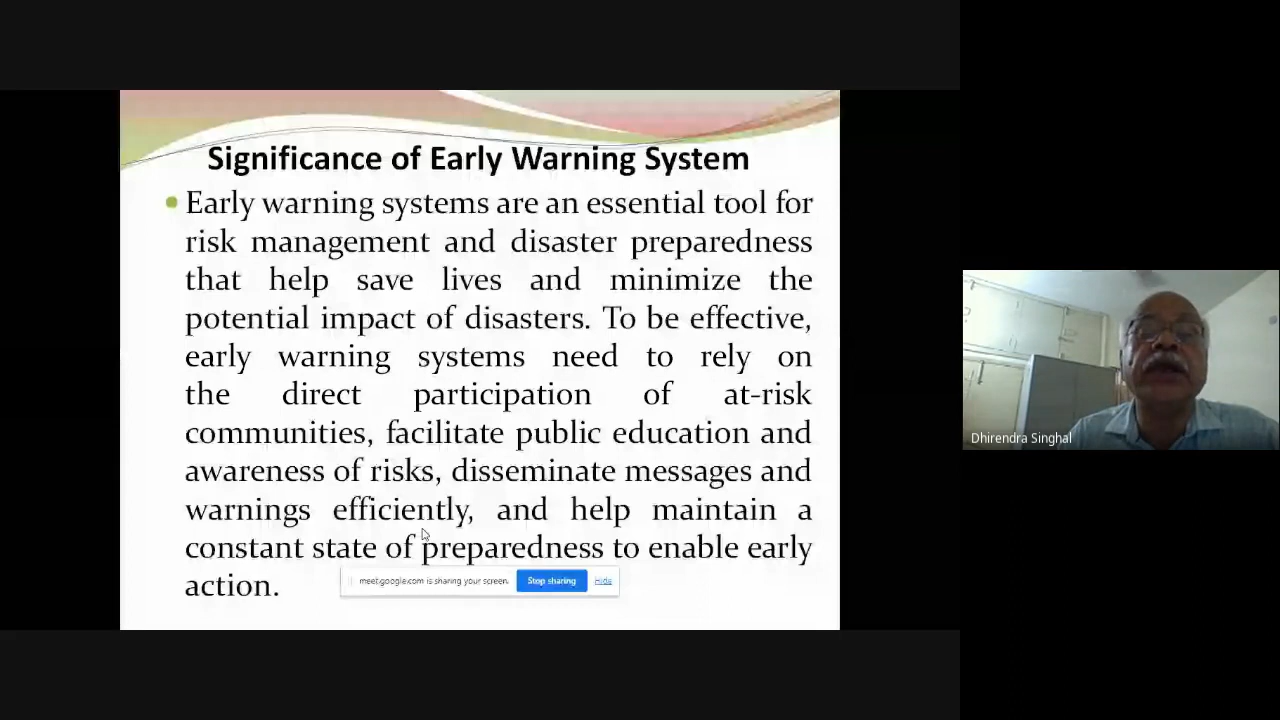 Significance of Early Warning System
Early warning systems are an essential tool for
risk management and disaster preparedness
that help save lives and minimize the
potential impact of disasters. To be effective,
early warning systems need to rely on
the direct participation of at-risk
communities, facilitate public education and
awareness of risks, disseminate messages and
warnings efficiently, and help maintain a
constant state of preparedness to enable early
action.
meet.google.com is sharing your screen.
Stop sharing
Hide
Dhirendra Singhal